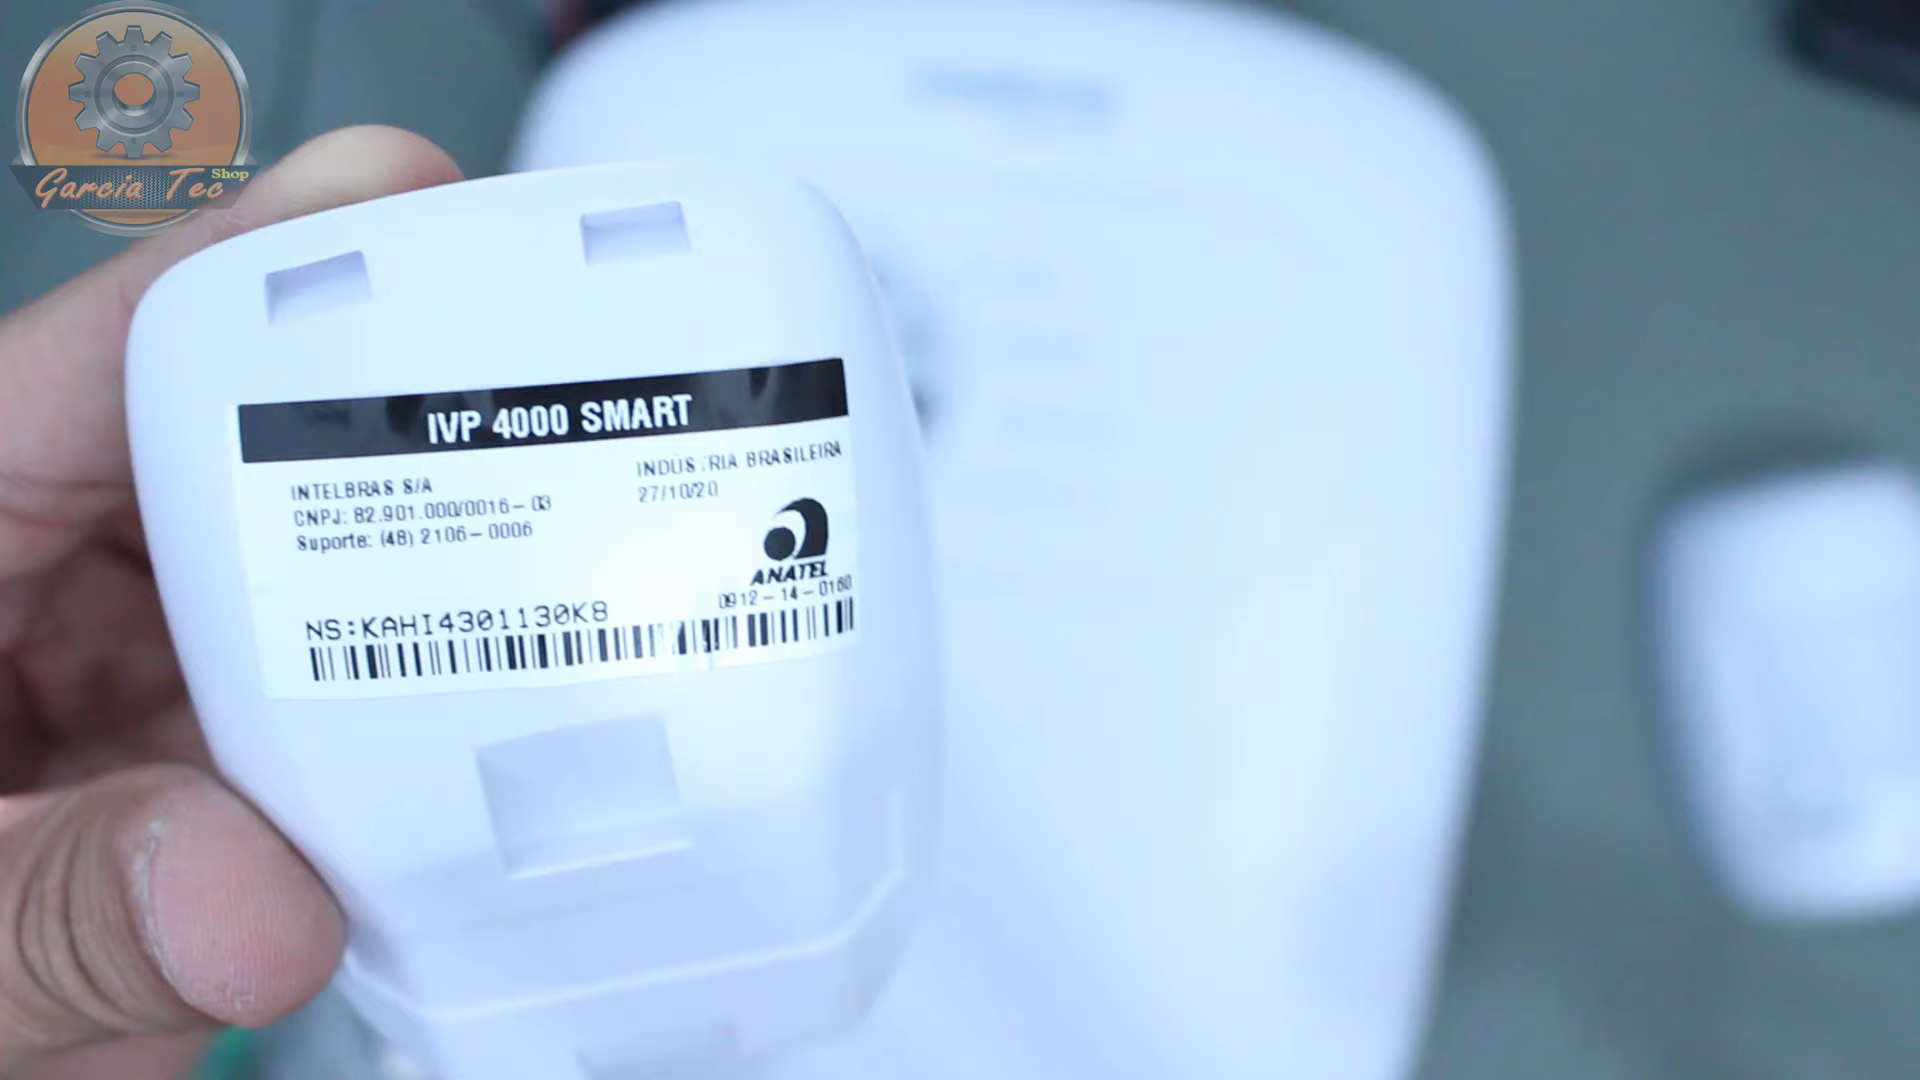 Garcia Tec Shop
IVP 4000 SMART
INTELBRAS S/A
CNPJ: 82.901.000/0016-03
Suporte: (48) 2106-0006
INDÚSTRIA BRASILEIRA
27/10/20
ANATEL
0912-14-0160
NS:KAHI4301130K8